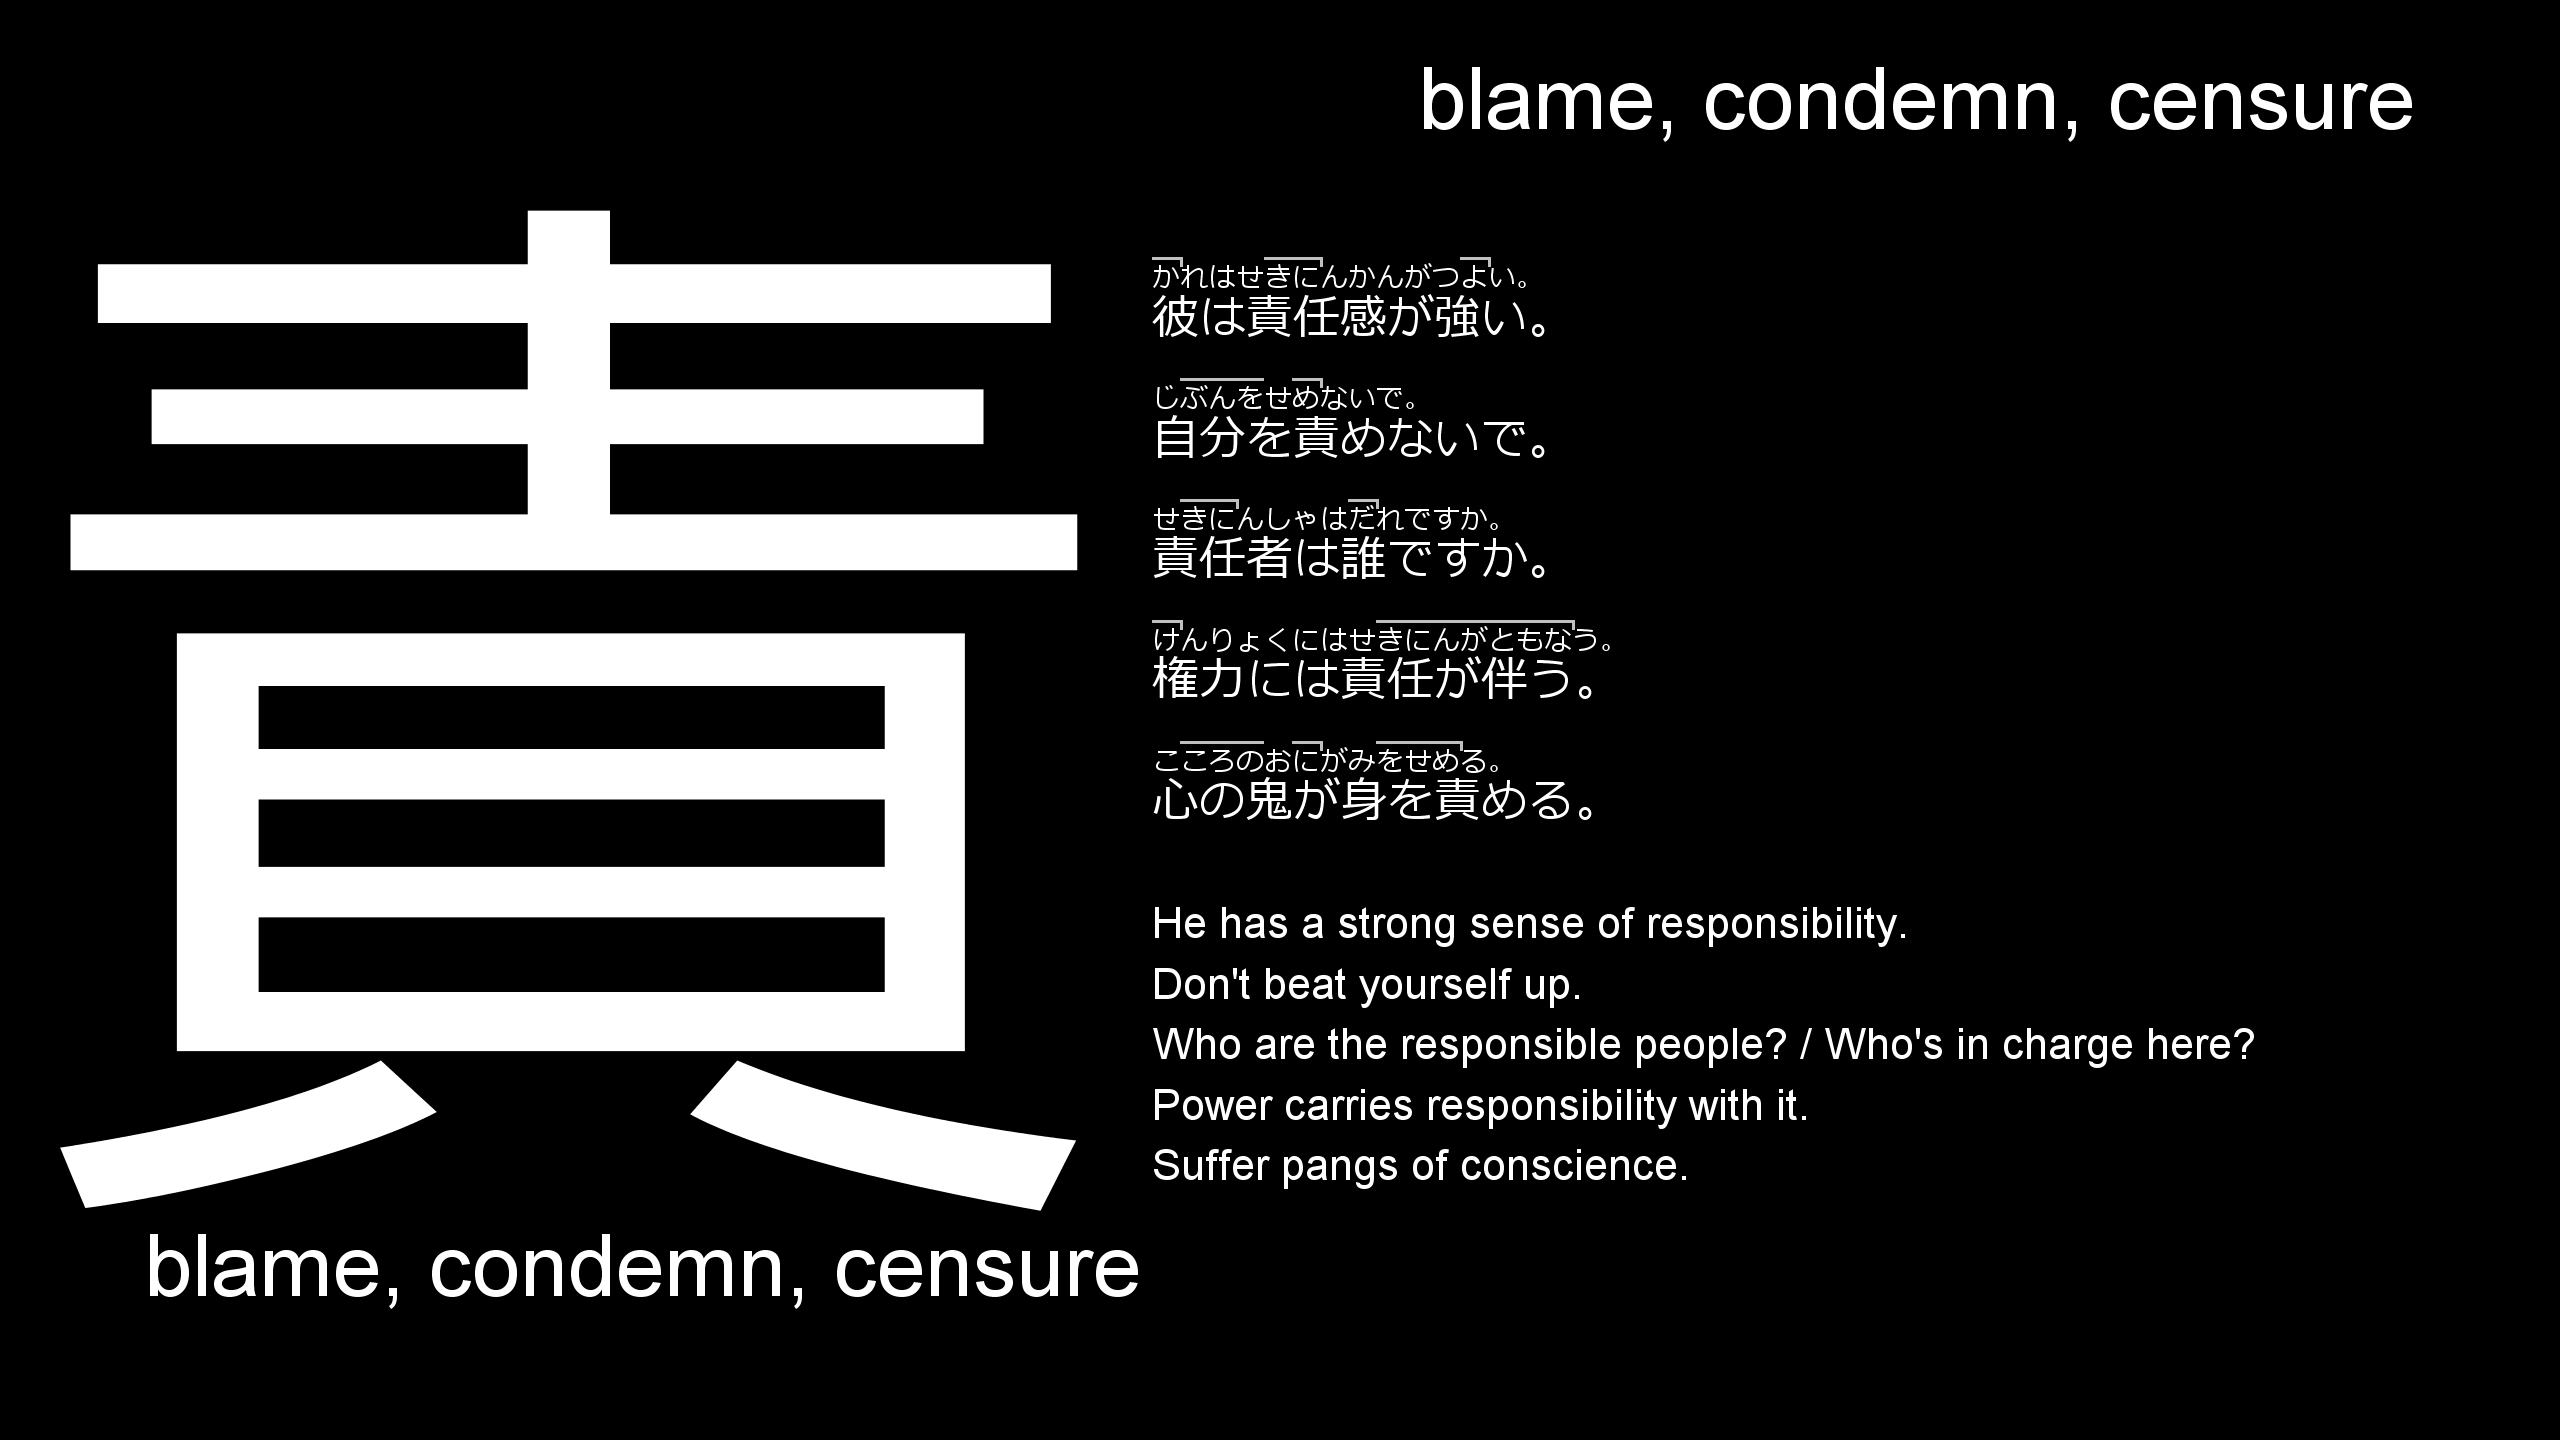 blame, condemn, censure
責
blame, condemn, censure
かれはせきにんかんがつよい。
彼は責任感が強い。
じぶんをせめないで。
自分を責めないで。
せきにんしゃはだれですか。
責任者は誰ですか。
けんりょくにはせきにんがともなう。
権力には責任が伴う。
こころのおにがみをせめる。
心の鬼が身を責める。
He has a strong sense of responsibility.
Don't beat yourself up.
Who are the responsible people? / Who's in charge here?
Power carries responsibility with it.
Suffer pangs of conscience.